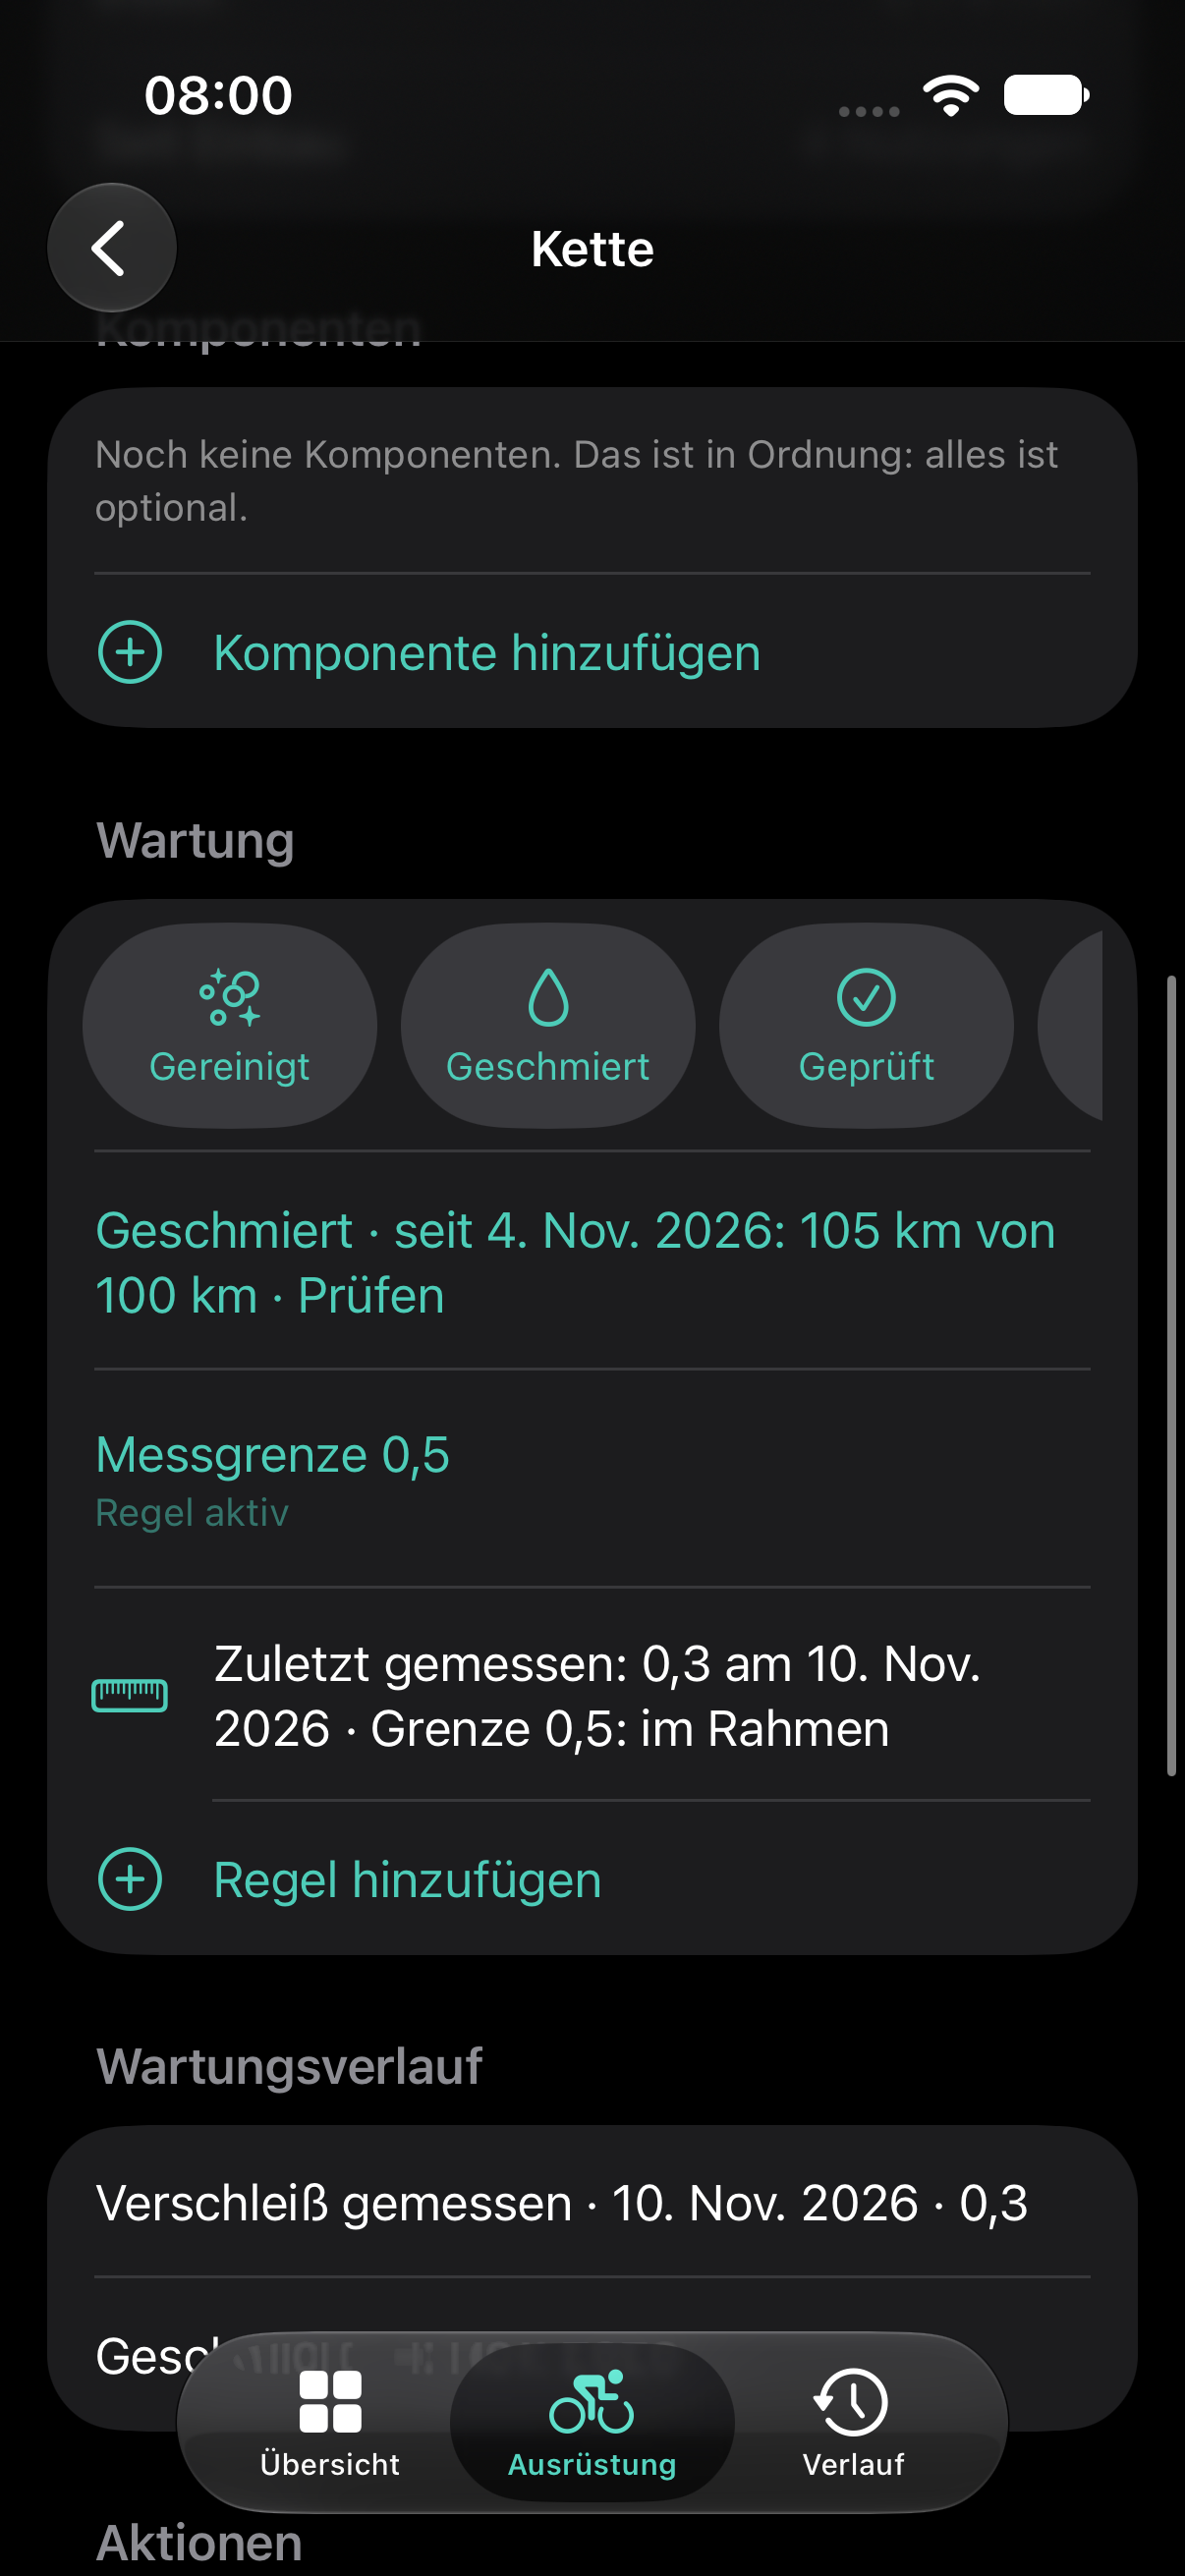 08:00
Kette
Komponenten
Noch keine Komponenten. Das ist in Ordnung: alles ist
optional.
Komponente hinzufügen
Wartung
Gereinigt
Geschmiert
Geprüft
Geschmiert · seit 4. Nov. 2026: 105 km von
100 km · Prüfen
Messgrenze 0,5
Regel aktiv
Zuletzt gemessen: 0,3 am 10. Nov.
2026 · Grenze 0,5: im Rahmen
Regel hinzufügen
Wartungsverlauf
Verschleiß gemessen · 10. Nov. 2026 · 0,3
Übersicht
Ausrüstung
Verlauf
Aktionen